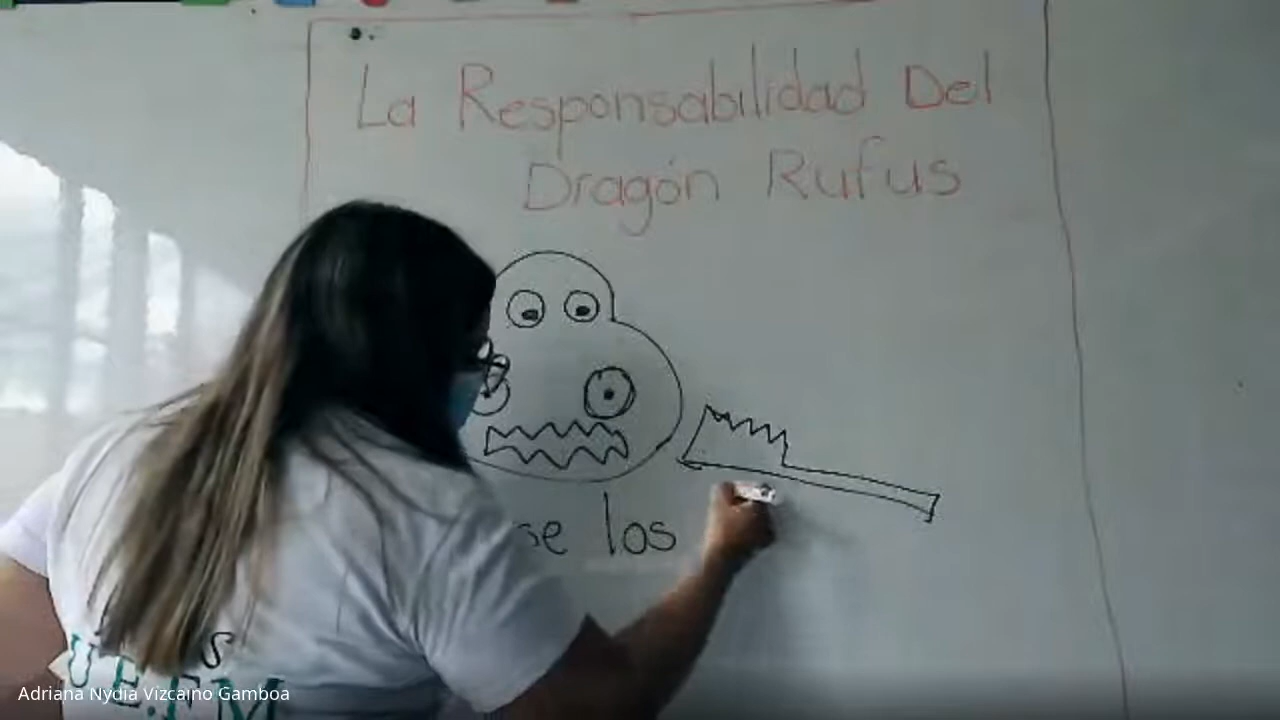 La Responsabilidad Del
Dragón Rufus
se los
U.E.F.M
Adriana Nydia Vizcaino Gamboa